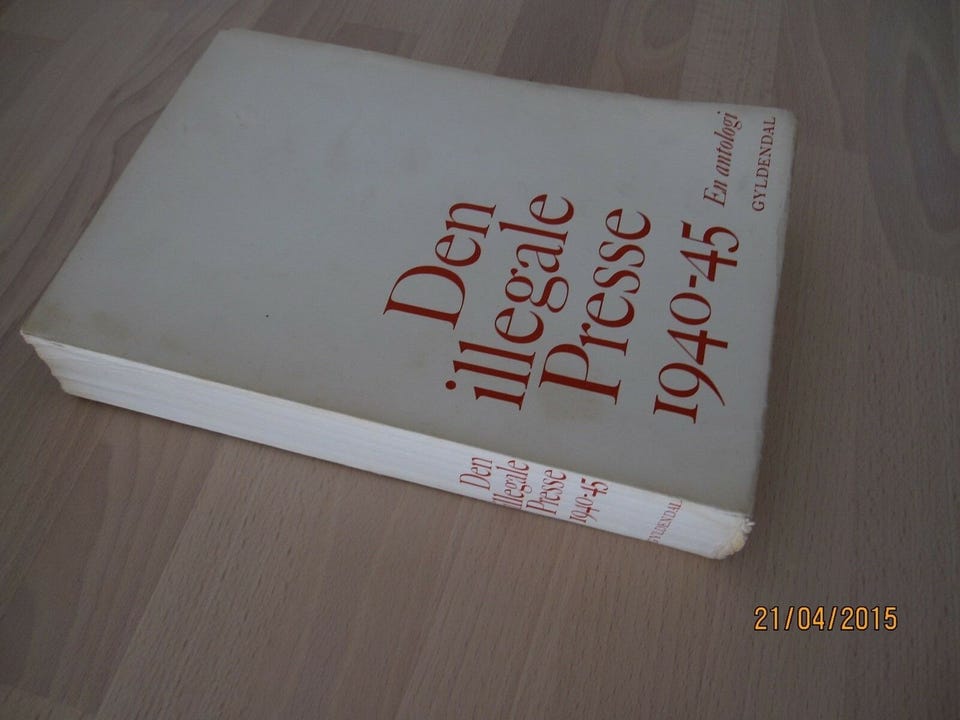 Den
illegale
Presse
1940-45
En antologi
GYLDENDAL
Den
illegale
Presse
1940-45
GYLDENDAL
21/04/2015